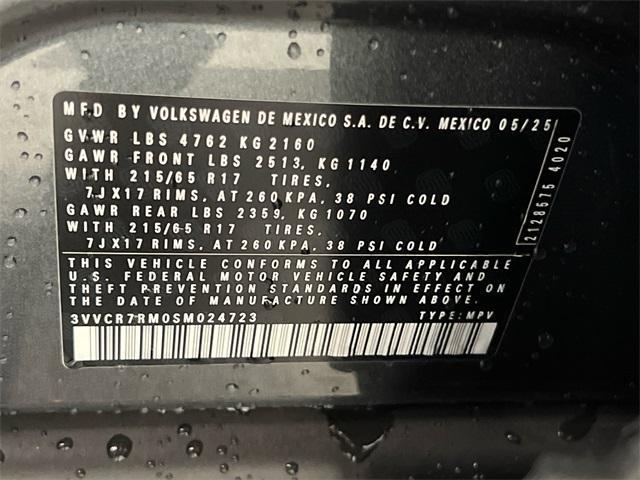 MFD BY VOLKSWAGEN DE MEXICO S.A. DE C.V. MEXICO 05/25
GVWR LBS 4762 KG 2160
GAWR FRONT LBS 2513, KG 1140
WITH 215/65 R17 TIRES,
7JX17 RIMS, AT 260 KPA, 38 PSI COLD
GAWR REAR LBS 2359, KG 1070
WITH 215/65 R17 TIRES,
7JX17 RIMS, AT 260 KPA, 38 PSI COLD
THIS VEHICLE CONFORMS TO ALL APPLICABLE
U.S. FEDERAL MOTOR VEHICLE SAFETY AND
THEFT PREVENTION STANDARDS IN EFFECT ON
THE DATE OF MANUFACTURE SHOWN ABOVE.
3VVCR7RM0SM024723 TYPE: MPV
2128575 4020